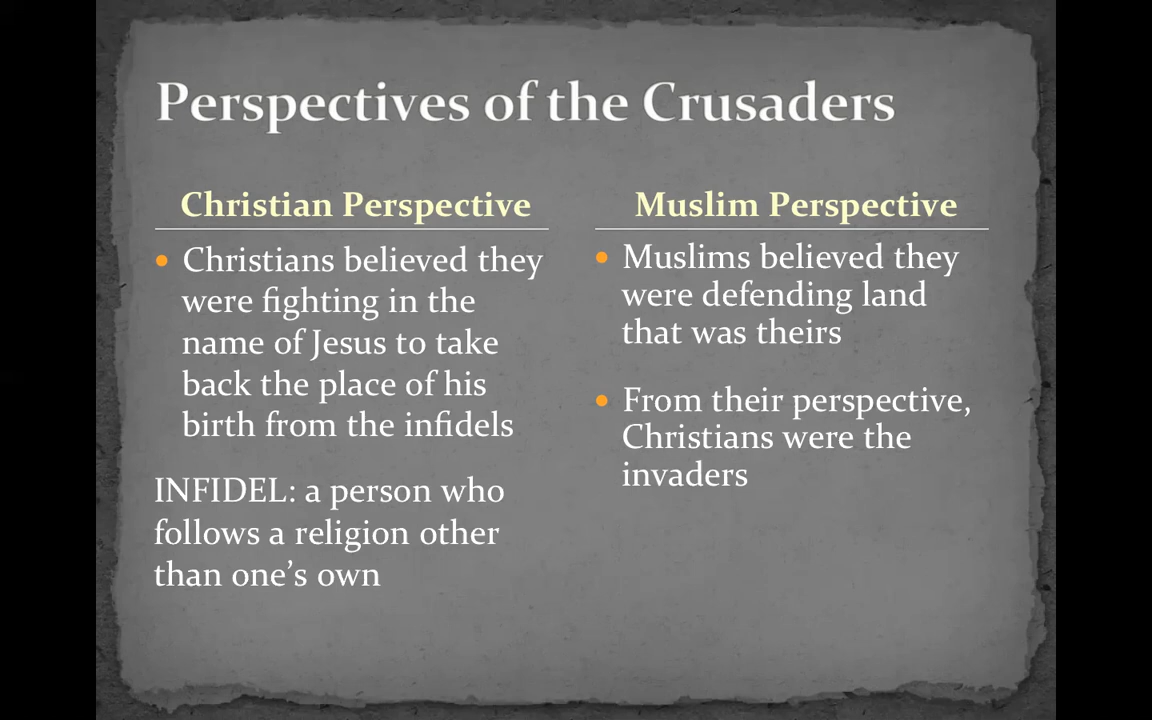 Perspectives of the Crusaders
Christian Perspective
Christians believed they
were fighting in the
name of Jesus to take
back the place of his
birth from the infidels
INFIDEL: a person who
follows a religion other
than one’s own
Muslim Perspective
Muslims believed they
were defending land
that was theirs
From their perspective,
Christians were the
invaders